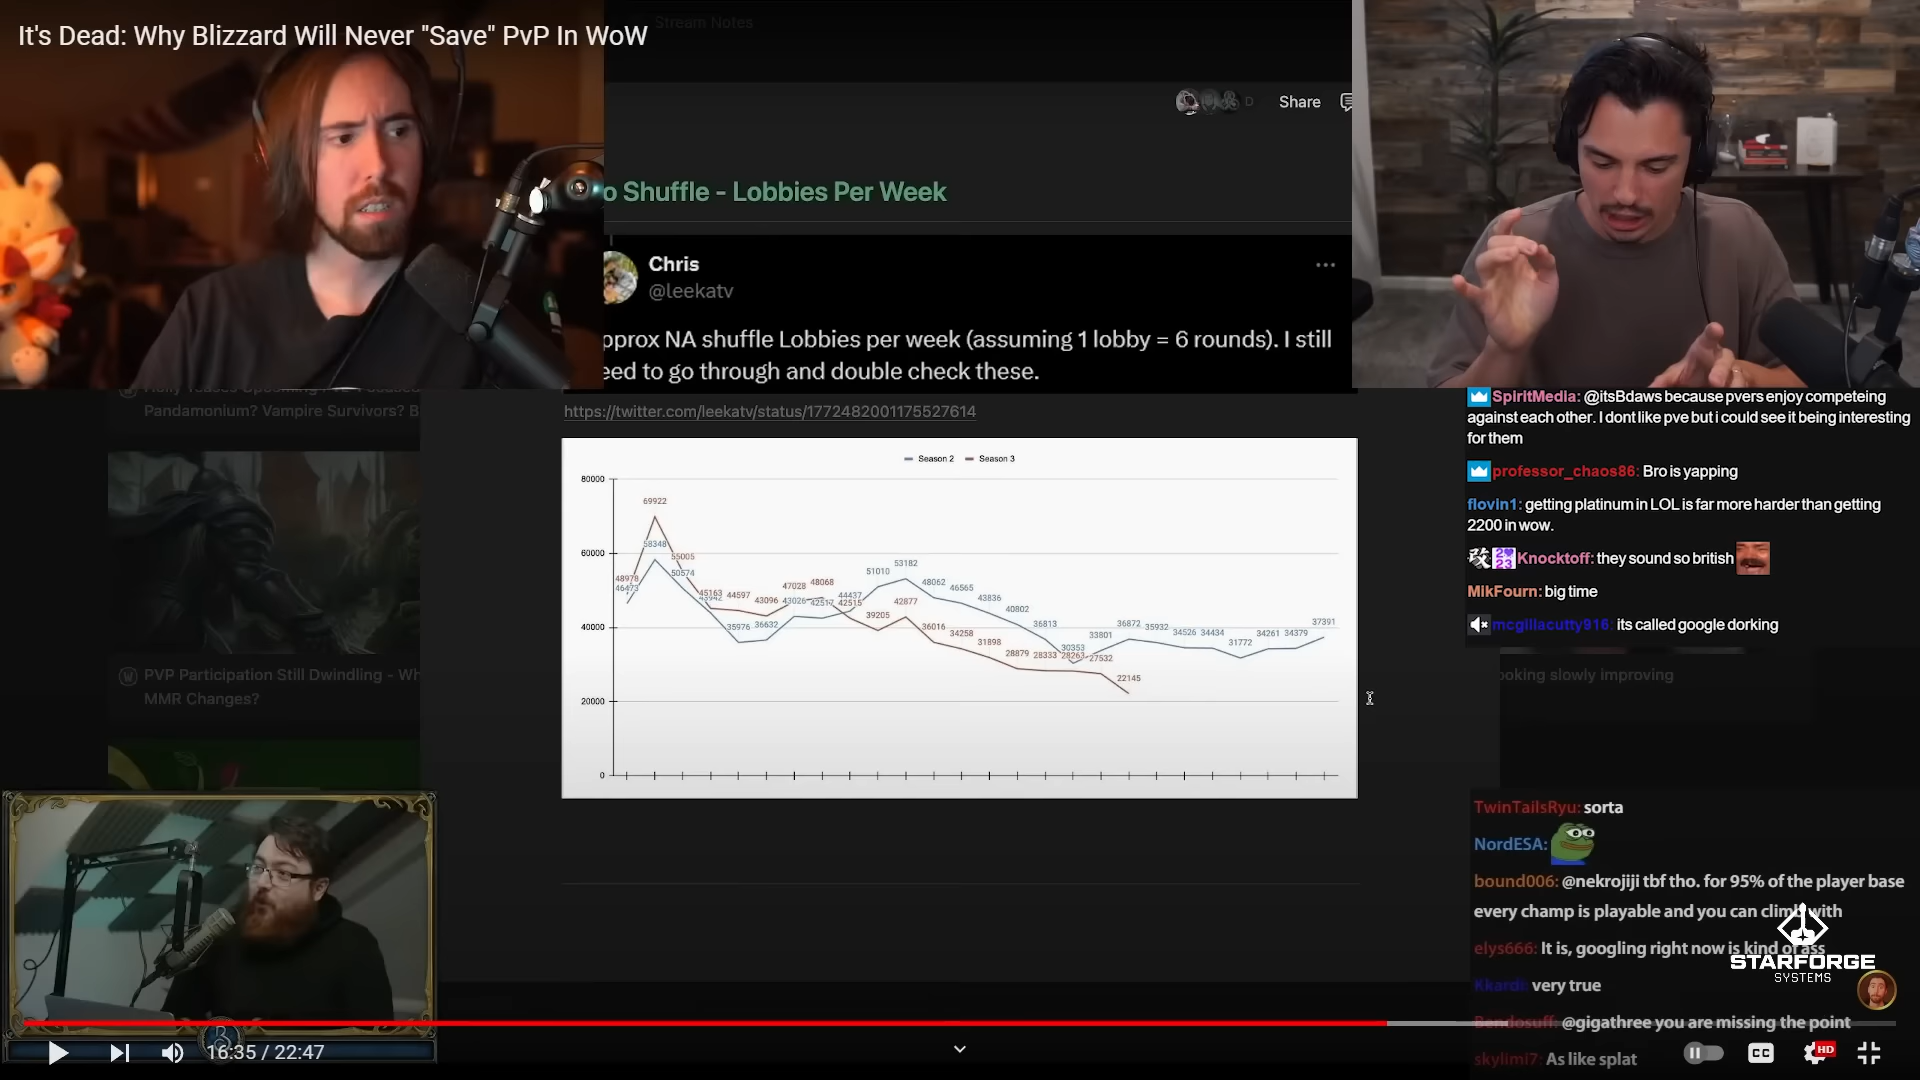 It's Dead: Why Blizzard Will Never "Save" PvP In WoW
Stream Notes
Share
o Shuffle - Lobbies Per Week
Chris
@leekatv
pprox NA shuffle Lobbies per week (assuming 1 lobby = 6 rounds). I still
eed to go through and double check these.
https://twitter.com/leekatv/status/1772482001175527614
Pandamonium? Vampire Survivors? B
PVP Participation Still Dwindling - Wh
MMR Changes?
Season 2 Season 3
80000
60000
40000
20000
0
69922
58348
55005
50574
48978
46473
45163
44597
43096
35976
36632
47028
43026
48068
42517
44437
42515
51010
39205
53182
42877
48062
36016
46565
34258
43836
31898
40802
28879
36813
28333
30353
28263
33801
27532
36872
22145
35932
34526
34434
31772
34261
34379
37391
SpiritMedia: @itsBdaws because pvers enjoy competeing
against each other. I dont like pve but i could see it being interesting
for them
professor_chaos86: Bro is yapping
flovin1: getting platinum in LOL is far more harder than getting
2200 in wow.
Knocktoff: they sound so british
MikFourn: big time
mcgillacutty916: its called google dorking
ooking slowly improving
TwinTailsRyu: sorta
NordESA:
bound006: @nekrojiji tbf tho. for 95% of the player base
every champ is playable and you can climb with
elys666: It is, googling right now is kind of ass
very true
@gigathree you are missing the point
skylimi7: As like splat
STARFORGE
SYSTEMS
16:35 / 22:47
CC
HD